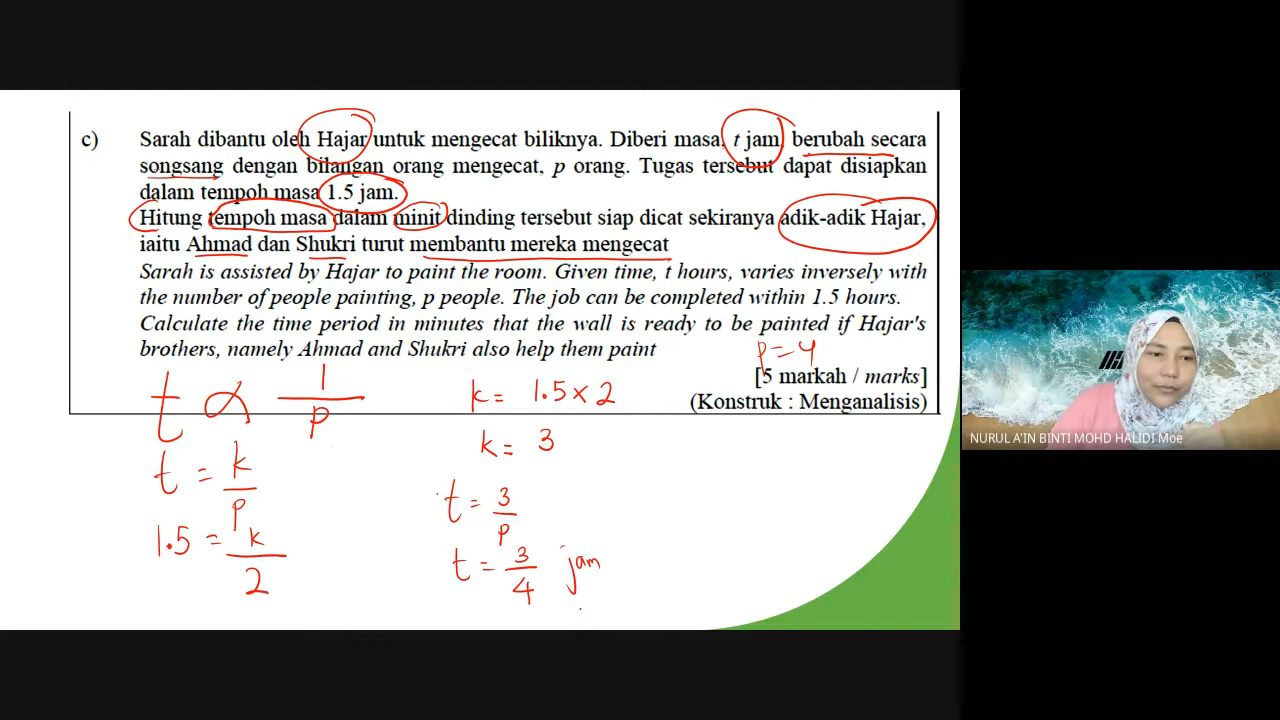 c) Sarah dibantu oleh Hajar untuk mengecat biliknya. Diberi masa, t jam, berubah secara
songsang dengan bilangan orang mengecat, p orang. Tugas tersebut dapat disiapkan
dalam tempoh masa 1.5 jam.
Hitung tempoh masa dalam minit dinding tersebut siap dicat sekiranya adik-adik Hajar,
iaitu Ahmad dan Shukri turut membantu mereka mengecat
Sarah is assisted by Hajar to paint the room. Given time, t hours, varies inversely with
the number of people painting, p people. The job can be completed within 1.5 hours.
Calculate the time period in minutes that the wall is ready to be painted if Hajar's
brothers, namely Ahmad and Shukri also help them paint
p = 4
[5 markah / marks]
(Konstruk : Menganalisis)
t ∝ 1/p
t = k/p
1.5 = k/2
k = 1.5 × 2
k = 3
t = 3/p
t = 3/4 jam
NURUL A'IN BINTI MOHD HALIDI Moe